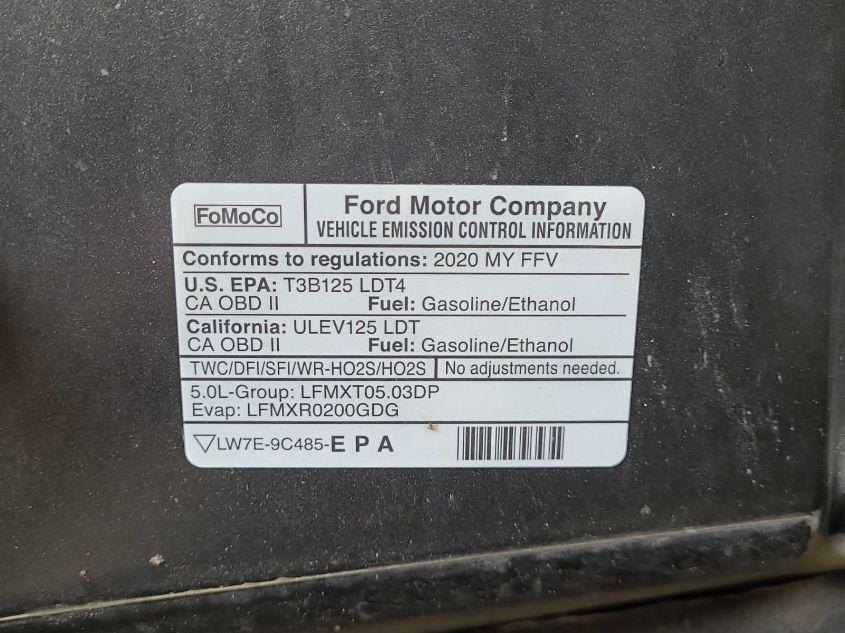 FoMoCo
Ford Motor Company
VEHICLE EMISSION CONTROL INFORMATION
Conforms to regulations: 2020 MY FFV
U.S. EPA: T3B125 LDT4
CA OBD II Fuel: Gasoline/Ethanol
California: ULEV125 LDT
CA OBD II Fuel: Gasoline/Ethanol
TWC/DFI/SFI/WR-HO2S/HO2S No adjustments needed.
5.0L-Group: LFMXT05.03DP
Evap: LFMXR0200GDG
LW7E-9C485-E P A